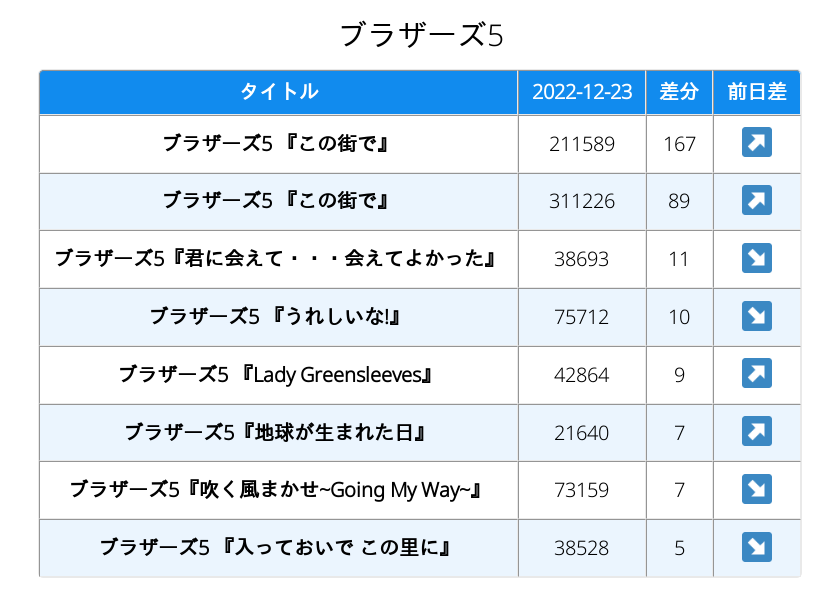 ブラザーズ5
タイトル 2022-12-23 差分 前日差
ブラザーズ5 『この街で』 211589 167 ↗
ブラザーズ5 『この街で』 311226 89 ↗
ブラザーズ5『君に会えて・・・会えてよかった』 38693 11 ↘
ブラザーズ5 『うれしいな!』 75712 10 ↘
ブラザーズ5 『Lady Greensleeves』 42864 9 ↗
ブラザーズ5『地球が生まれた日』 21640 7 ↗
ブラザーズ5『吹く風まかせ~Going My Way~』 73159 7 ↘
ブラザーズ5 『入っておいで この里に』 38528 5 ↘